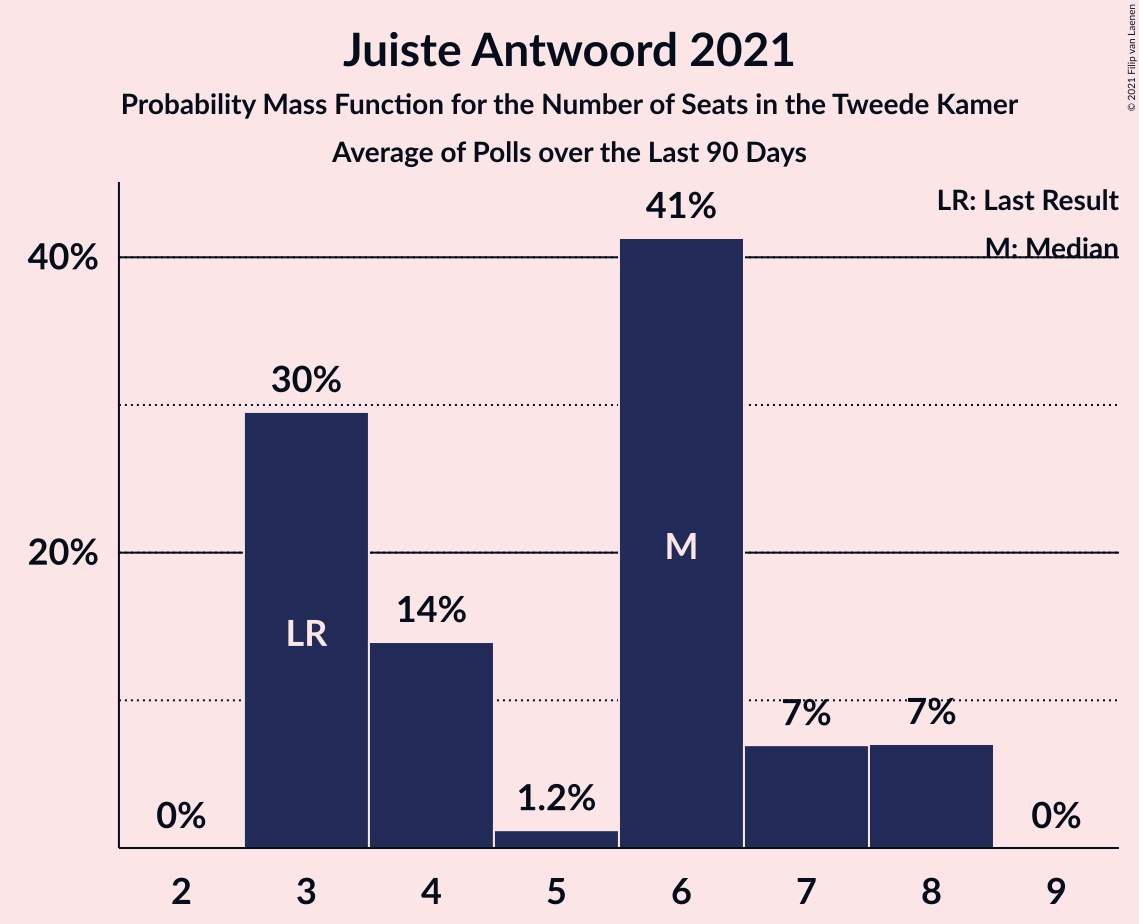 Juiste Antwoord 2021
Probability Mass Function for the Number of Seats in the Tweede Kamer
Average of Polls over the Last 90 Days
© 2021 Filip van Laenen
LR: Last Result
M: Median
40%
20%
0%
30%
14%
1.2%
41%
7%
7%
0%
LR
M
2 3 4 5 6 7 8 9